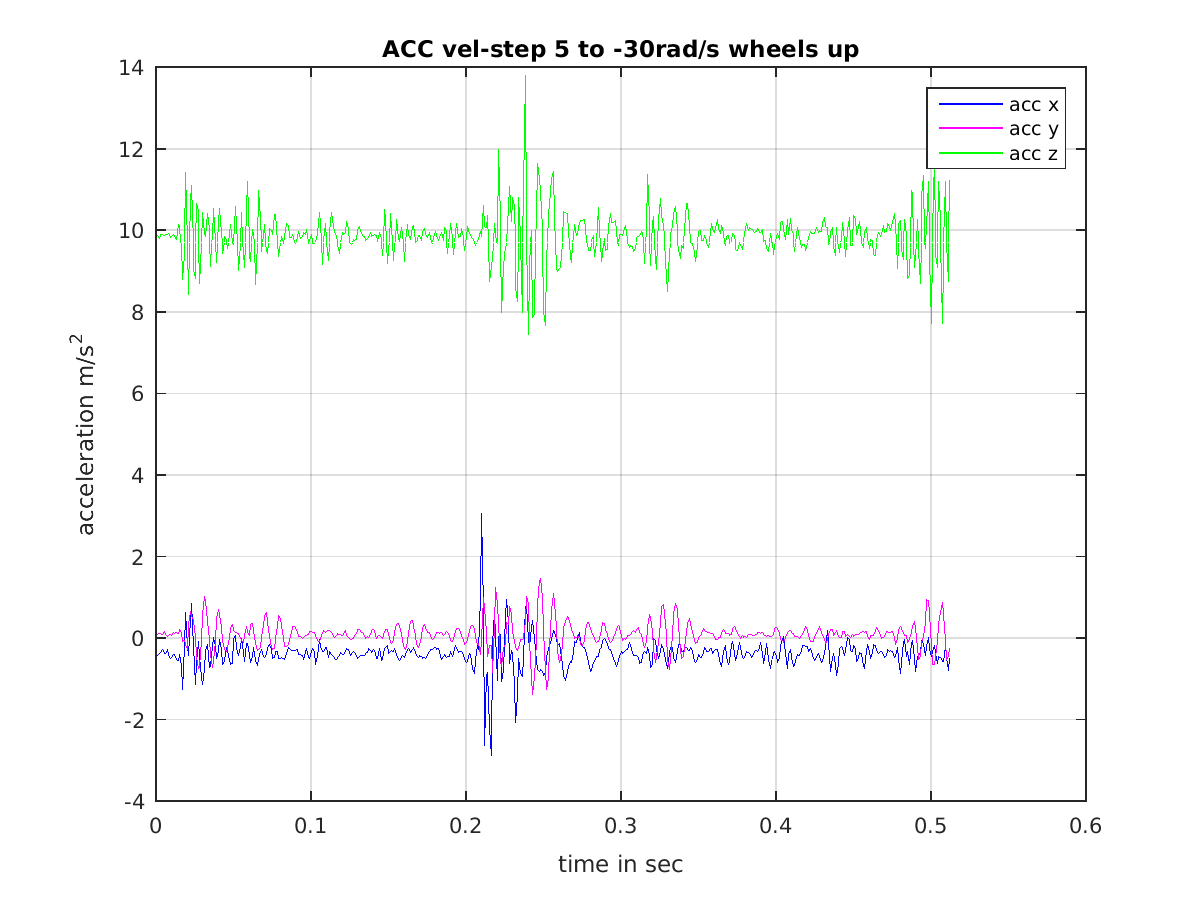 ACC vel-step 5 to -30rad/s wheels up
acc x
acc y
acc z
14
12
10
8
6
4
2
0
-2
-4
acceleration m/s²
0
0.1
0.2
0.3
0.4
0.5
0.6
time in sec